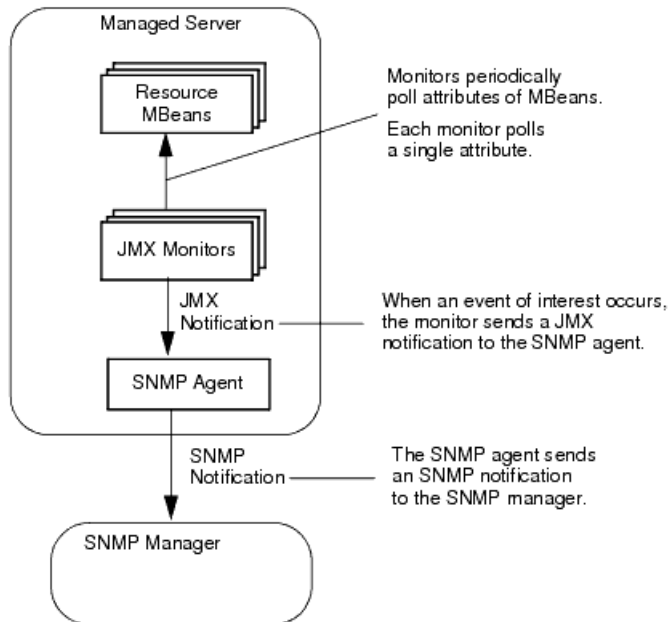 Managed Server
Resource
MBeans
Monitors periodically
poll attributes of MBeans.
Each monitor polls
a single attribute.
JMX Monitors
JMX
Notification
When an event of interest occurs,
the monitor sends a JMX
notification to the SNMP agent.
SNMP Agent
SNMP
Notification
The SNMP agent sends
an SNMP notification
to the SNMP manager.
SNMP Manager